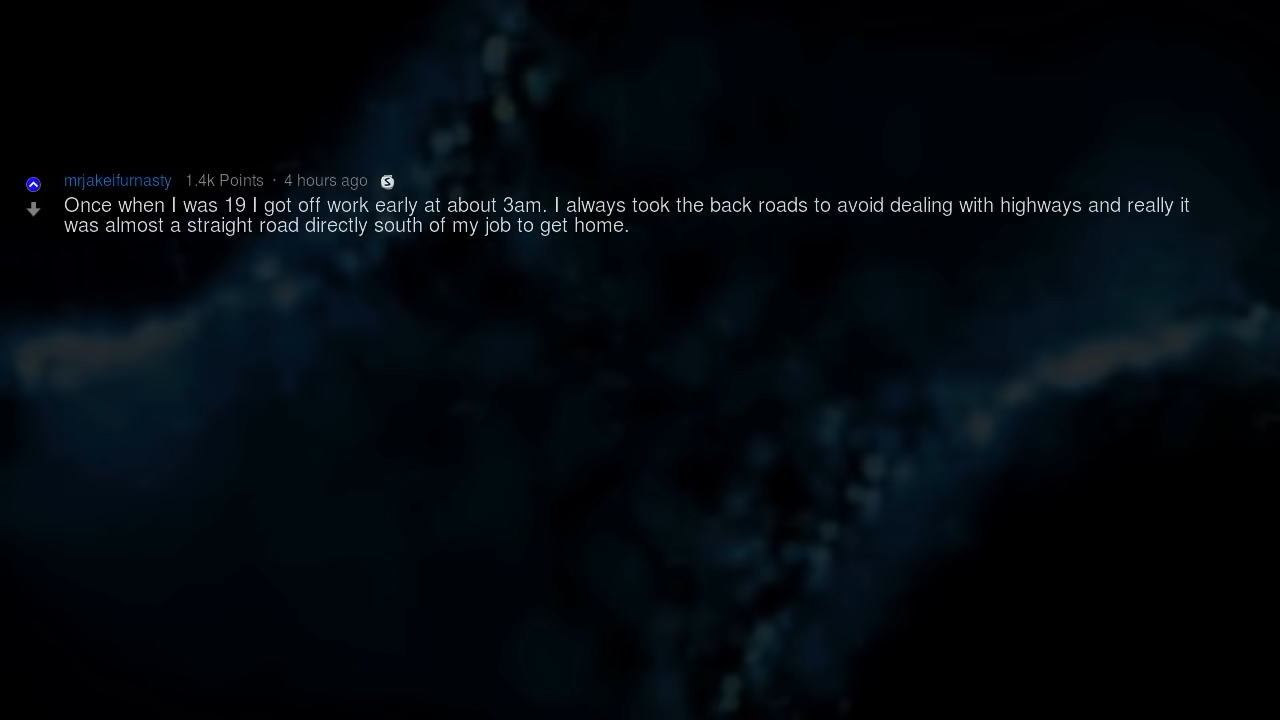 mrjakeifurnasty 1.4k Points · 4 hours ago
Once when I was 19 I got off work early at about 3am. I always took the back roads to avoid dealing with highways and really it
was almost a straight road directly south of my job to get home.